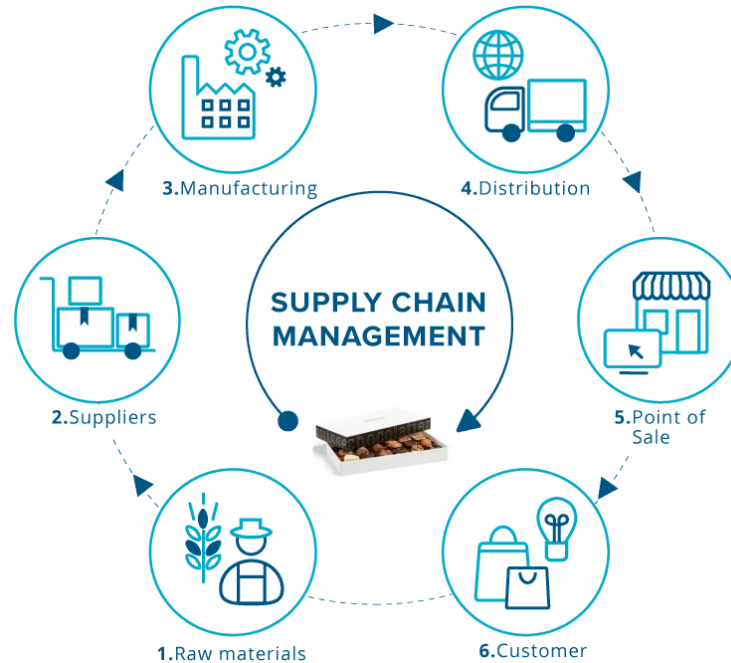 3.Manufacturing
4.Distribution
SUPPLY CHAIN
MANAGEMENT
2.Suppliers
5.Point of
Sale
1.Raw materials
6.Customer